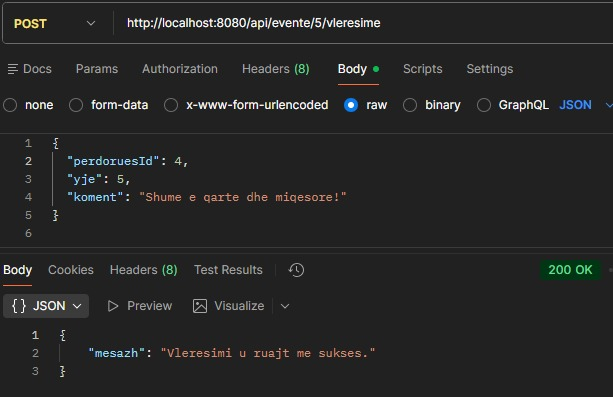 POST http://localhost:8080/api/evente/5/vleresime
Docs Params Authorization Headers (8) Body Scripts Settings
none form-data x-www-form-urlencoded raw binary GraphQL JSON
1 {
2 "perdoruesId": 4,
3 "yje": 5,
4 "koment": "Shume e qarte dhe miqesore!"
5 }
6
Body Cookies Headers (8) Test Results 200 OK
{} JSON Preview Visualize
1 {
2 "mesazh": "Vleresimi u ruajt me sukses."
3 }